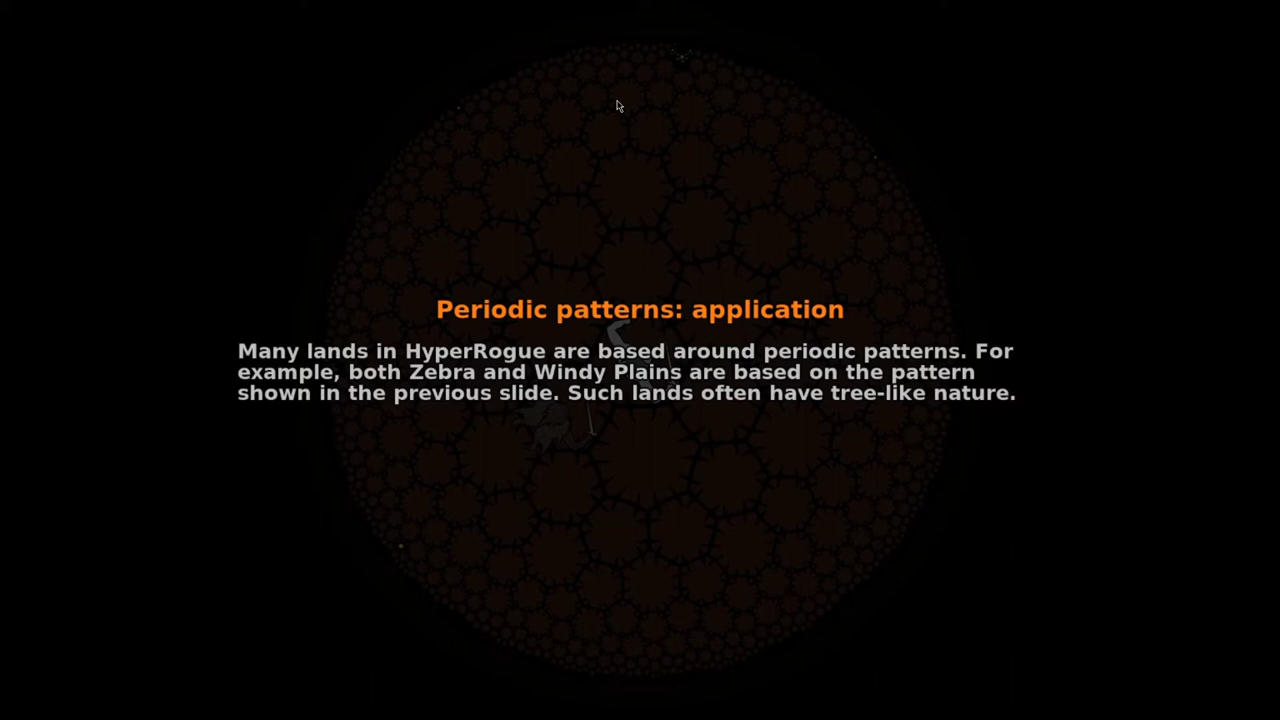 Periodic patterns: application
Many lands in HyperRogue are based around periodic patterns. For
example, both Zebra and Windy Plains are based on the pattern
shown in the previous slide. Such lands often have tree-like nature.